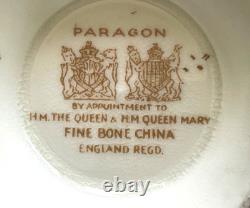 PARAGON
BY APPOINTMENT TO
H.M. THE QUEEN & H.M. QUEEN MARY
FINE BONE CHINA
ENGLAND REGD.